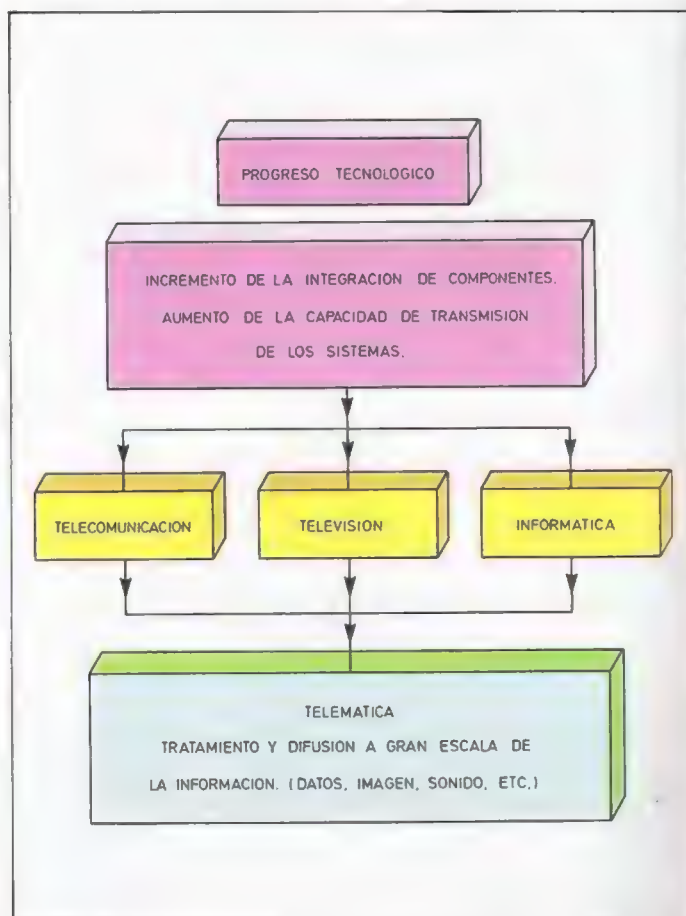 PROGRESO TECNOLOGICO
INCREMENTO DE LA INTEGRACION DE COMPONENTES.
AUMENTO DE LA CAPACIDAD DE TRANSMISION
DE LOS SISTEMAS.
TELECOMUNICACION
TELEVISION
INFORMATICA
TELEMATICA
TRATAMIENTO Y DIFUSION A GRAN ESCALA DE
LA INFORMACION. (DATOS, IMAGEN, SONIDO, ETC.)